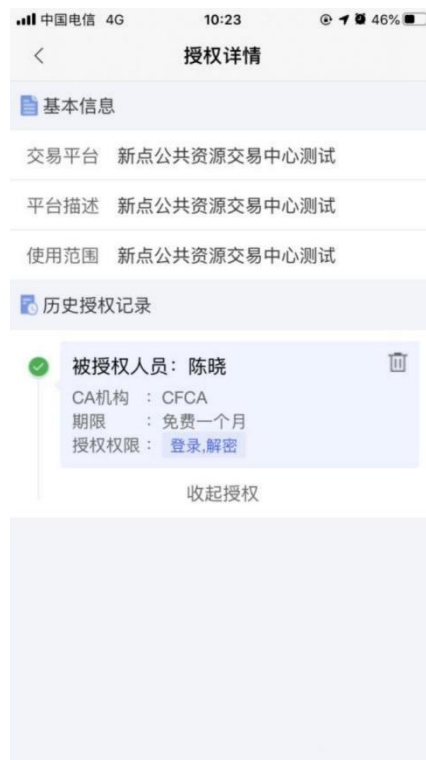 中国电信 4G 10:23 46%
授权详情
基本信息
交易平台 新点公共资源交易中心测试
平台描述 新点公共资源交易中心测试
使用范围 新点公共资源交易中心测试
历史授权记录
被授权人员：陈晓
CA机构 ：CFCA
期限 ：免费一个月
授权权限： 登录,解密
收起授权